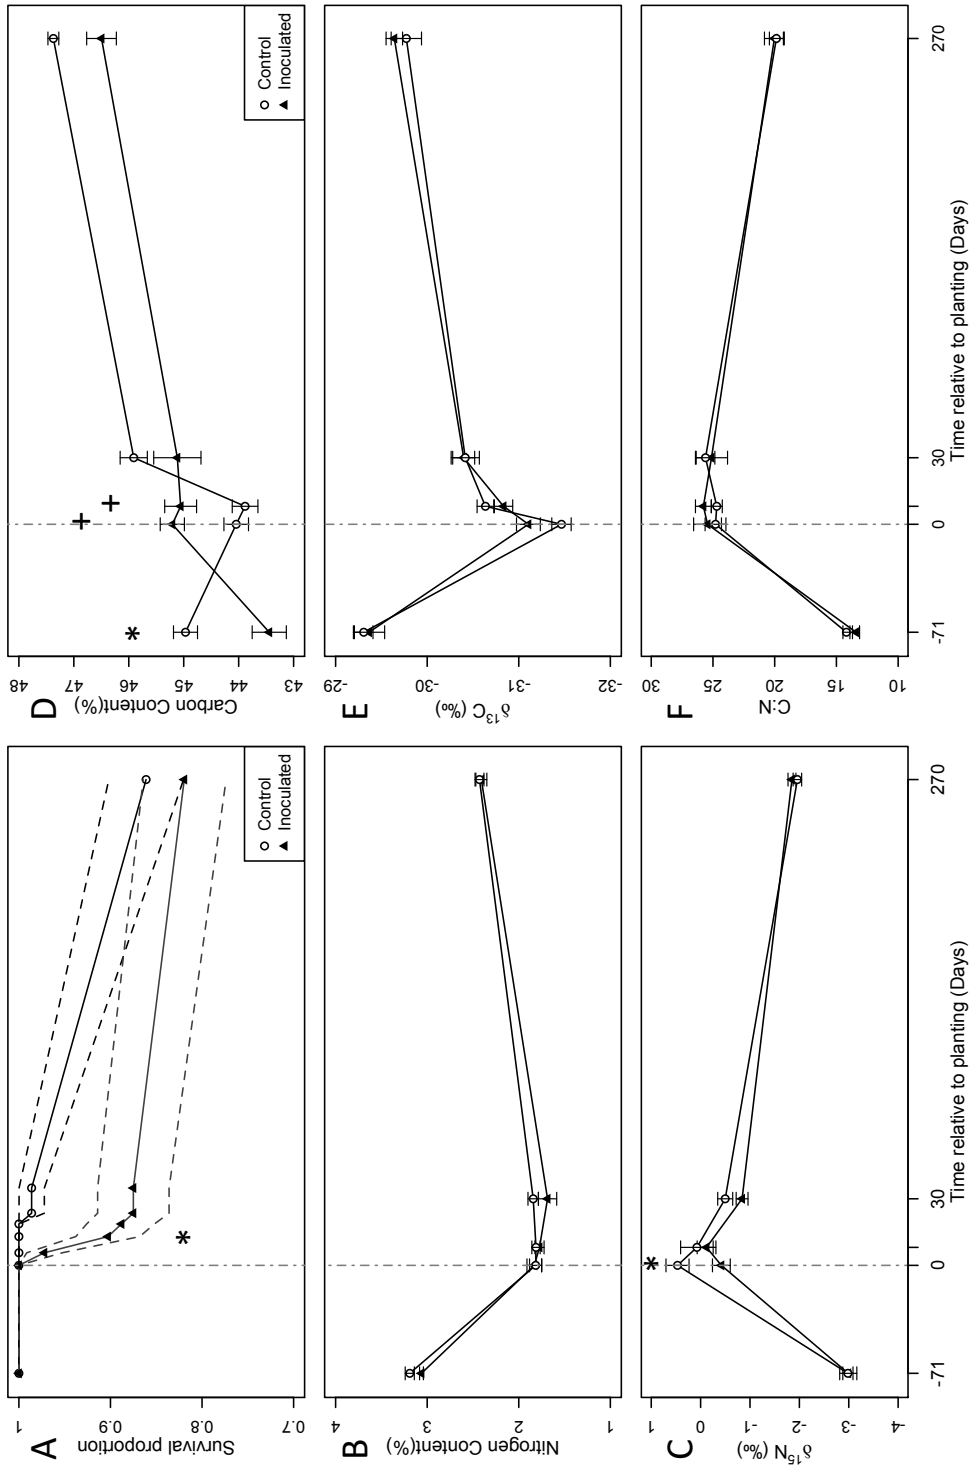 A
Survival proportion
1
0.9
0.8
0.7
*
Control
Inoculated
B
Nitrogen Content(%)
4
3
2
1
C
δ15N (‰)
1
0
-1
-2
-3
-4
*
-71
0
30
270
Time relative to planting (Days)
D
Carbon Content(%)
48
47
46
45
44
43
*
+
+
Control
Inoculated
E
δ13C (‰)
-29
-30
-31
-32
F
C:N
30
25
20
15
10
-71
0
30
270
Time relative to planting (Days)